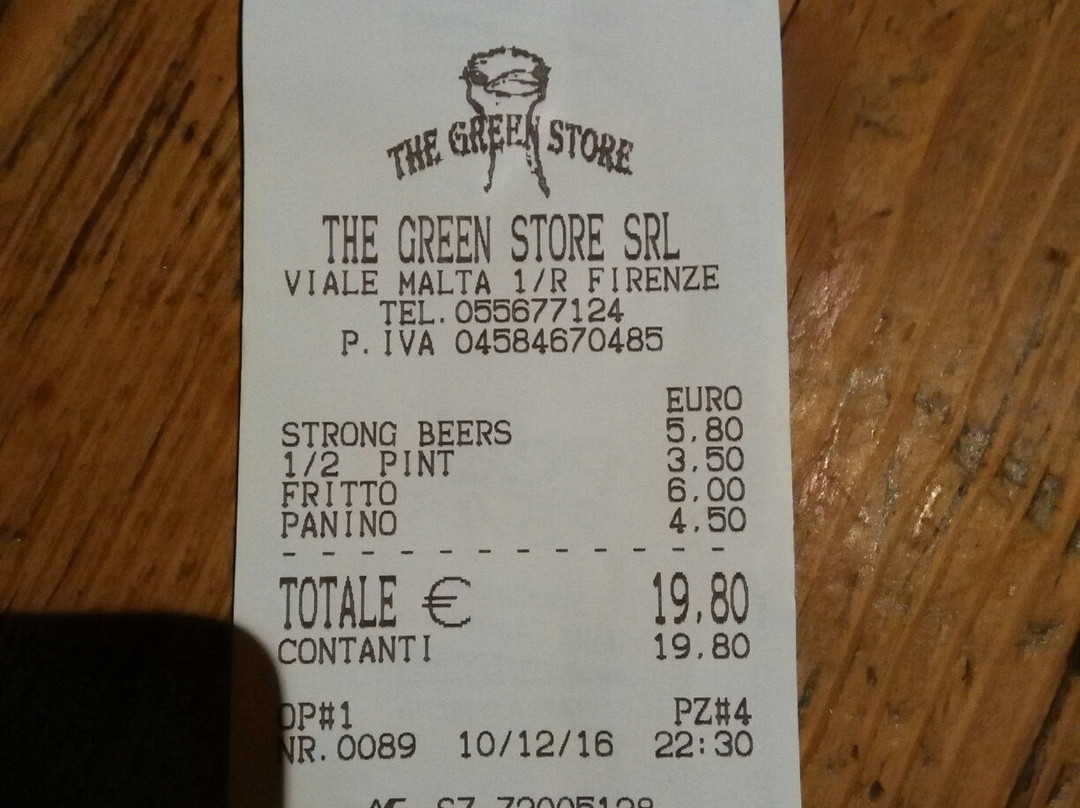 THE GREEN STORE
THE GREEN STORE SRL
VIALE MALTA 1/R FIRENZE
TEL.055677124
P.IVA 04584670485
EURO
STRONG BEERS 5,80
1/2 PINT 3,50
FRITTO 6,00
PANINO 4,50
- - - - - - - - - - - -
TOTALE € 19,80
CONTANTI 19,80
OP#1 PZ#4
NR.0089 10/12/16 22:30